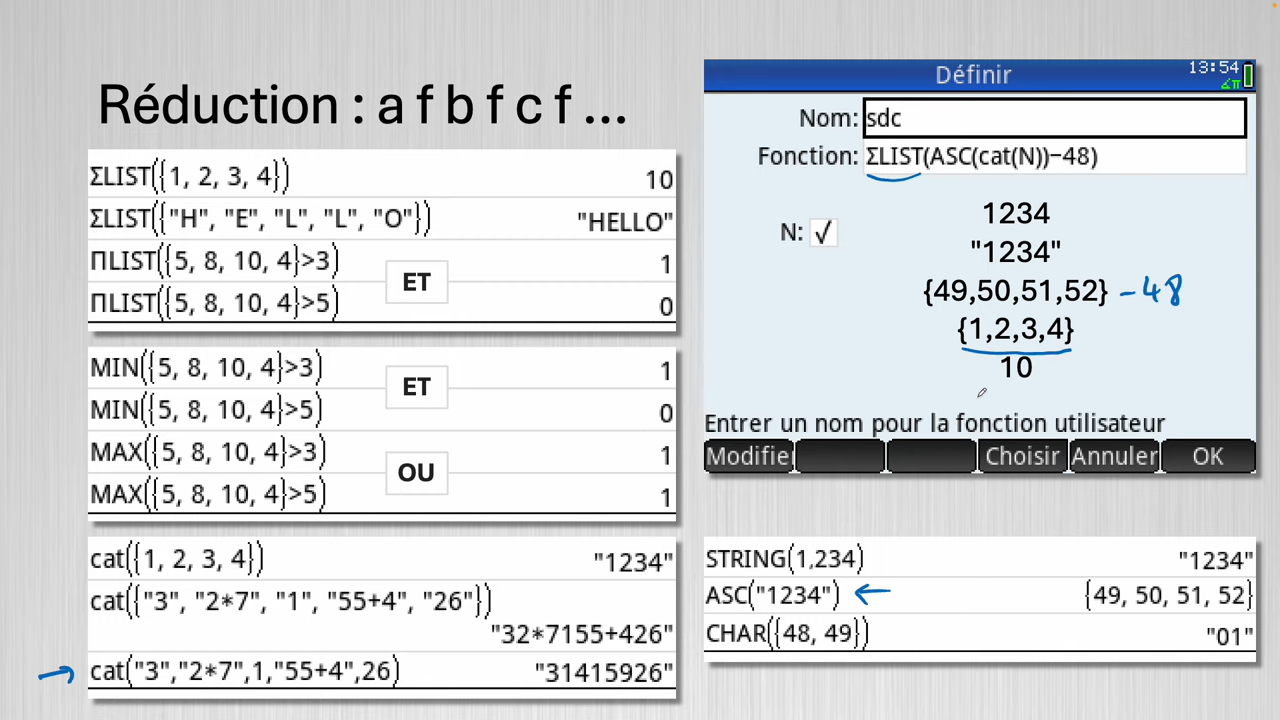 Réduction : a f b f c f ...
ΣLIST({1, 2, 3, 4})
10
ΣLIST({"H", "E", "L", "L", "O"})
"HELLO"
ΠLIST({5, 8, 10, 4}>3)
1
ET
ΠLIST({5, 8, 10, 4}>5)
0
MIN({5, 8, 10, 4}>3)
1
ET
MIN({5, 8, 10, 4}>5)
0
MAX({5, 8, 10, 4}>3)
1
OU
MAX({5, 8, 10, 4}>5)
1
cat({1, 2, 3, 4})
"1234"
cat({"3", "2*7", "1", "55+4", "26"})
"32*7155+426"
cat("3","2*7",1,"55+4",26)
"31415926"
Définir
13:54
∡π
Nom: sdc
Fonction: ΣLIST(ASC(cat(N))−48)
N: √
1234
"1234"
{49,50,51,52} -48
{1,2,3,4}
10
Entrer un nom pour la fonction utilisateur
Modifier Choisir Annuler OK
STRING(1,234)
"1234"
ASC("1234")
{49, 50, 51, 52}
CHAR({48, 49})
"01"